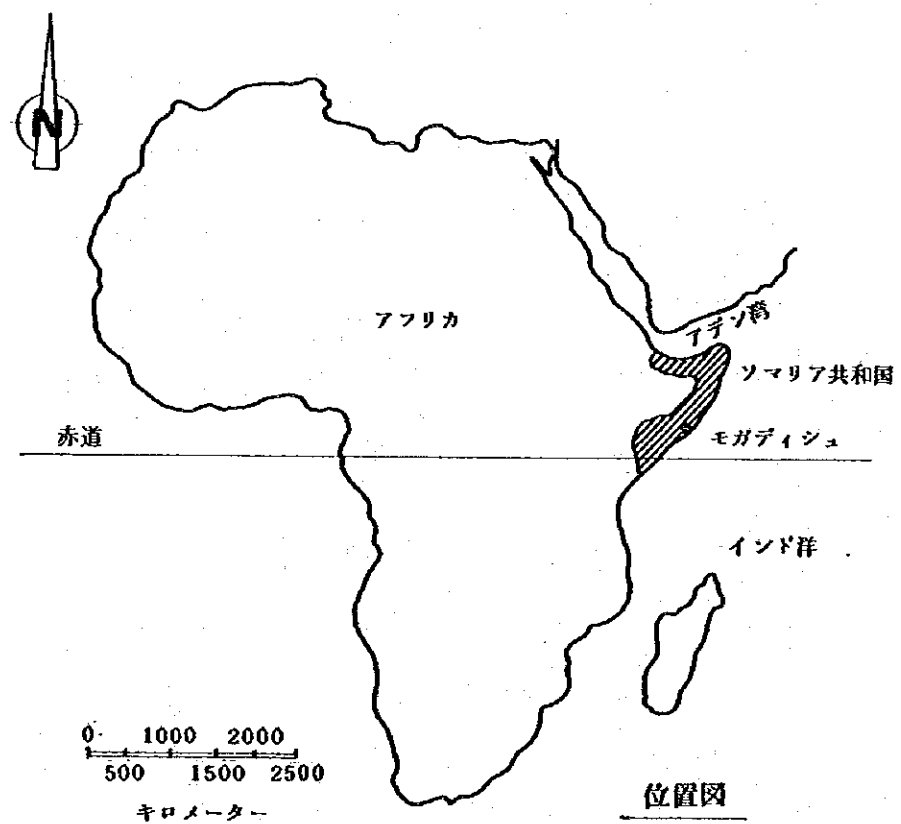 N
アフリカ
アデン湾
ソマリア共和国
赤道
モガディシュ
インド洋
0 1000 2000
500 1500 2500
キロメーター
位置図